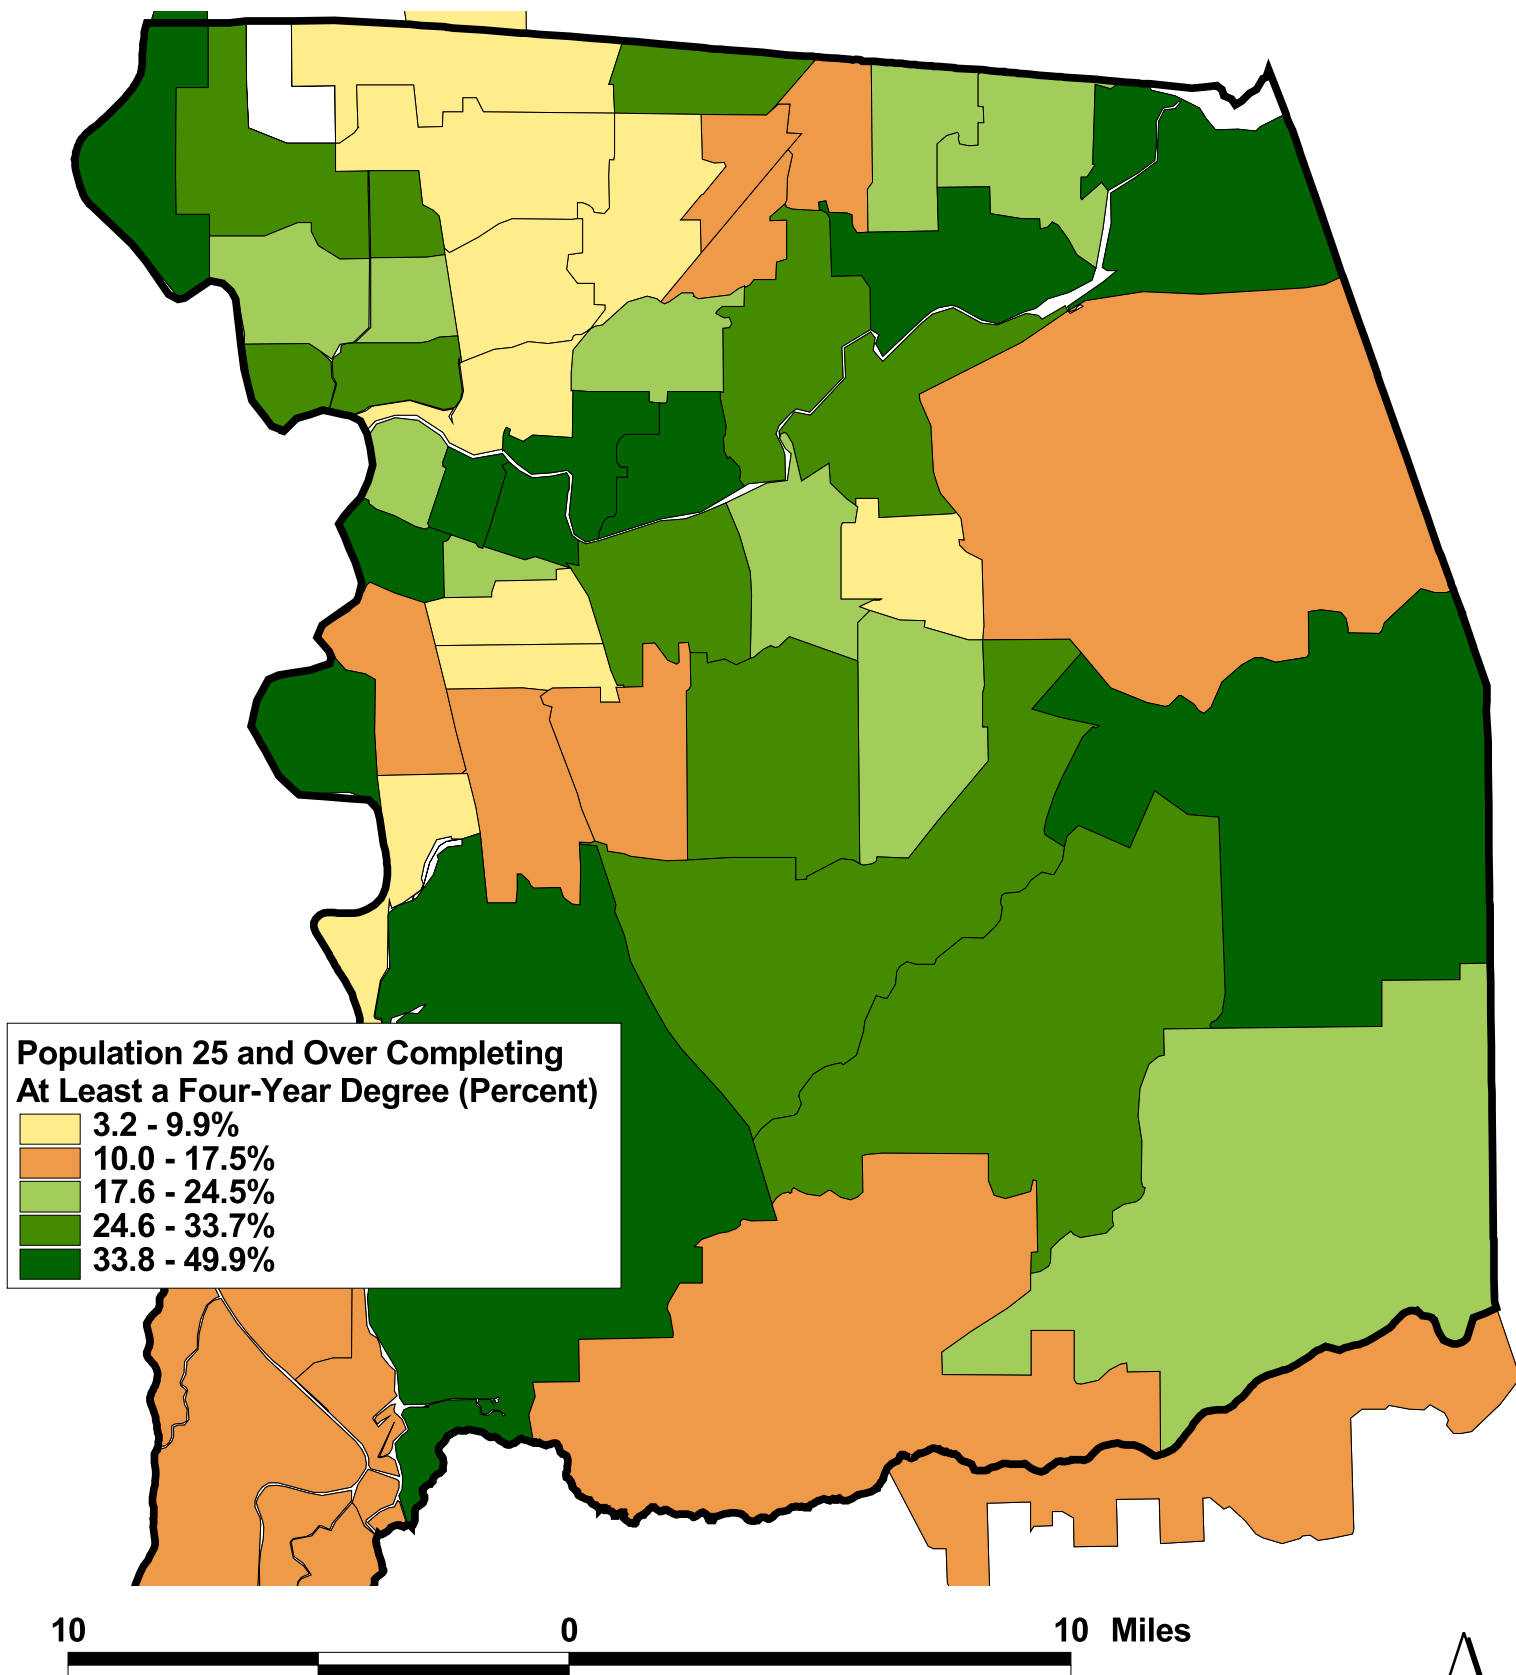 Population 25 and Over Completing
At Least a Four-Year Degree (Percent)
3.2 - 9.9%
10.0 - 17.5%
17.6 - 24.5%
24.6 - 33.7%
33.8 - 49.9%
10 0 10 Miles